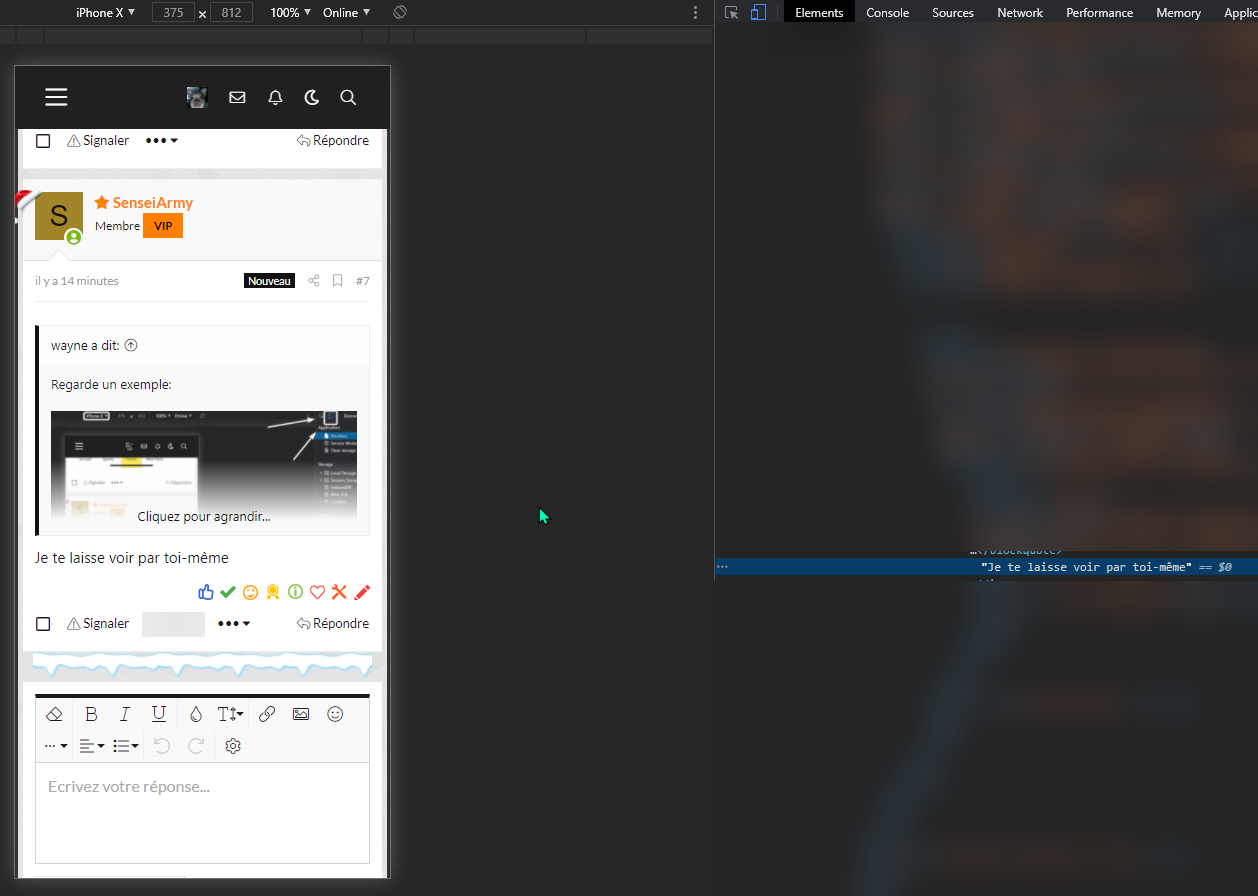 iPhone X ▼ 375 x 812 100% ▼ Online ▼
Elements Console Sources Network Performance Memory Applic
Signaler ••• Répondre
S
SenseiArmy
Membre VIP
il y a 14 minutes Nouveau #7
wayne a dit:
Regarde un exemple:
Cliquez pour agrandir...
Je te laisse voir par toi-même
Signaler ••• Répondre
B I U T
Ecrivez votre réponse...
…</blockquote>
"Je te laisse voir par toi-même" == $0